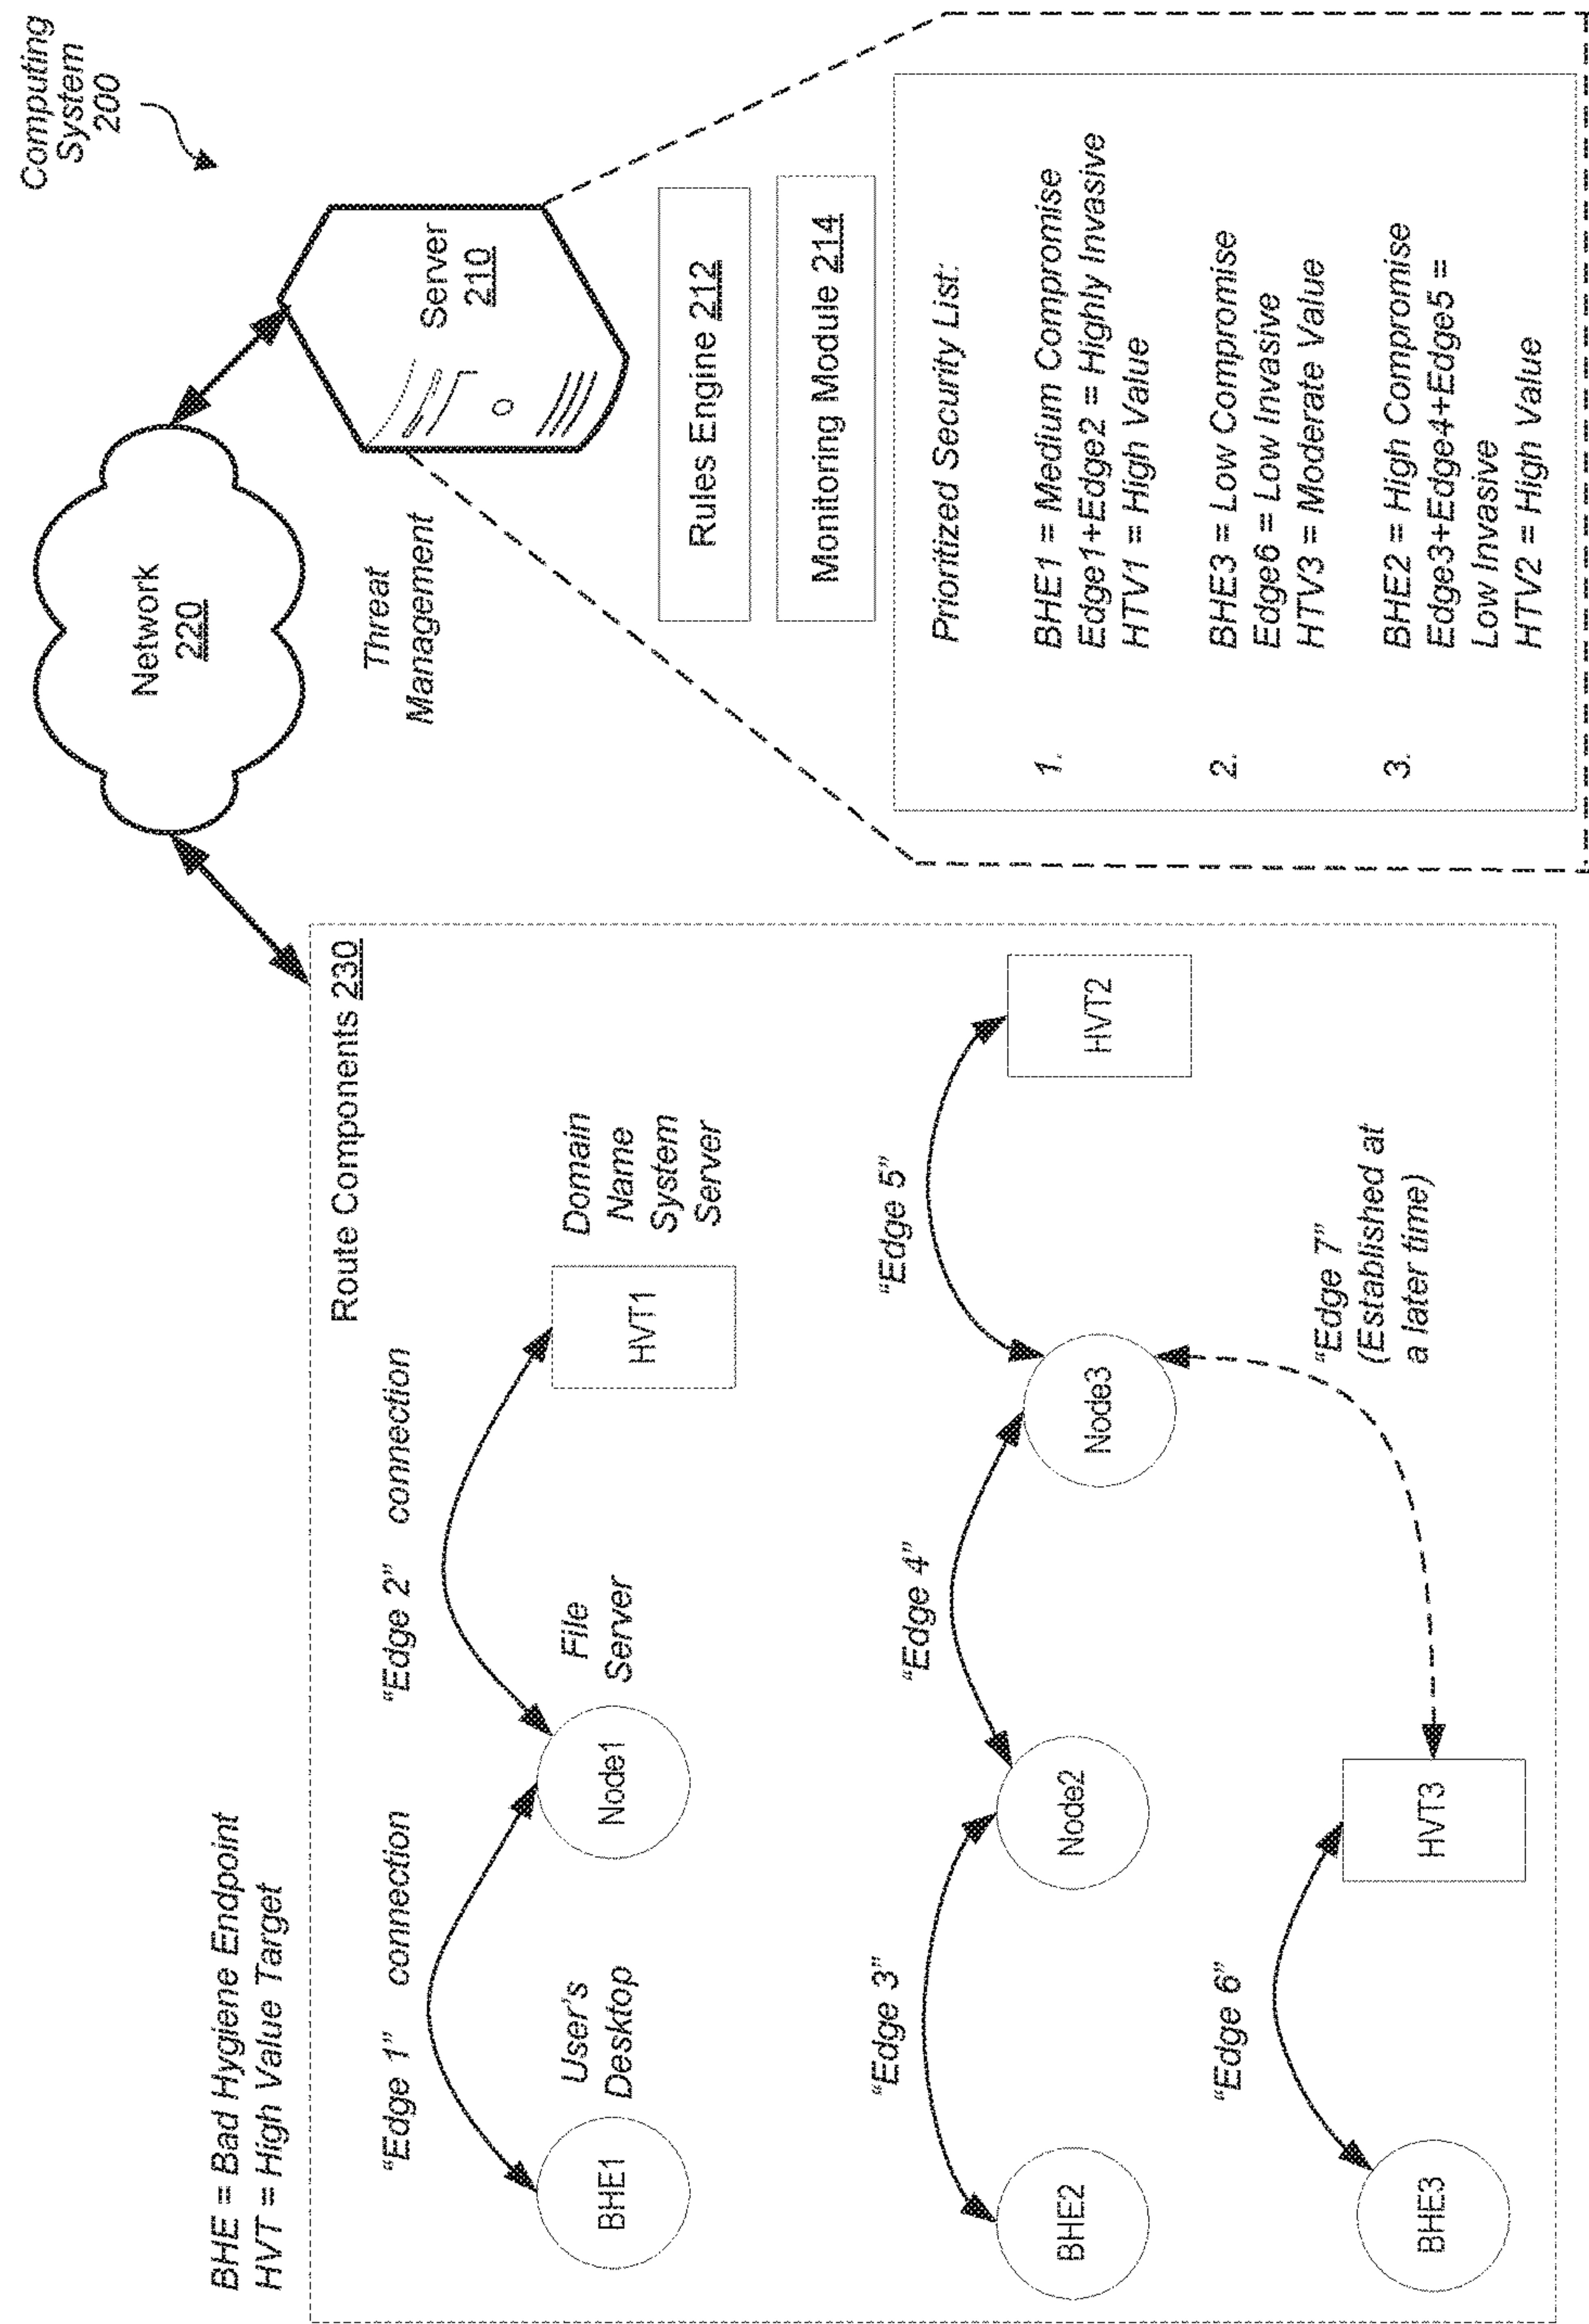 Computing
System
200
BHE = Bad Hygiene Endpoint
HVT = High Value Target
Network
220
Threat
Management
Server
210
Route Components 230
"Edge 1"
connection
"Edge 2"
connection
User's
Desktop
File
Server
Domain
Name
System
Server
BHE1
Node1
HVT1
"Edge 3"
"Edge 4"
"Edge 5"
BHE2
Node2
Node3
HVT2
"Edge 6"
"Edge 7"
(Established at
a later time)
BHE3
HVT3
Rules Engine 212
Monitoring Module 214
Prioritized Security List:
1. BHE1 = Medium Compromise
Edge1+Edge2 = Highly Invasive
HTV1 = High Value
2. BHE3 = Low Compromise
Edge6 = Low Invasive
HTV3 = Moderate Value
3. BHE2 = High Compromise
Edge3+Edge4+Edge5 =
Low Invasive
HTV2 = High Value